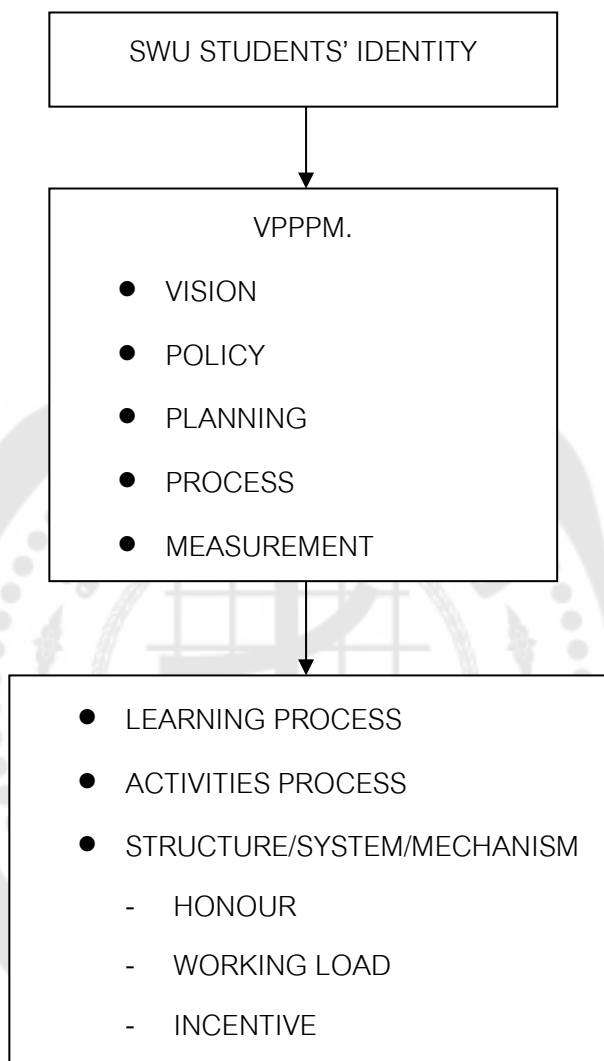 SWU STUDENTS’ IDENTITY
VPPPM.
● VISION
● POLICY
● PLANNING
● PROCESS
● MEASUREMENT
● LEARNING PROCESS
● ACTIVITIES PROCESS
● STRUCTURE/SYSTEM/MECHANISM
- HONOUR
- WORKING LOAD
- INCENTIVE